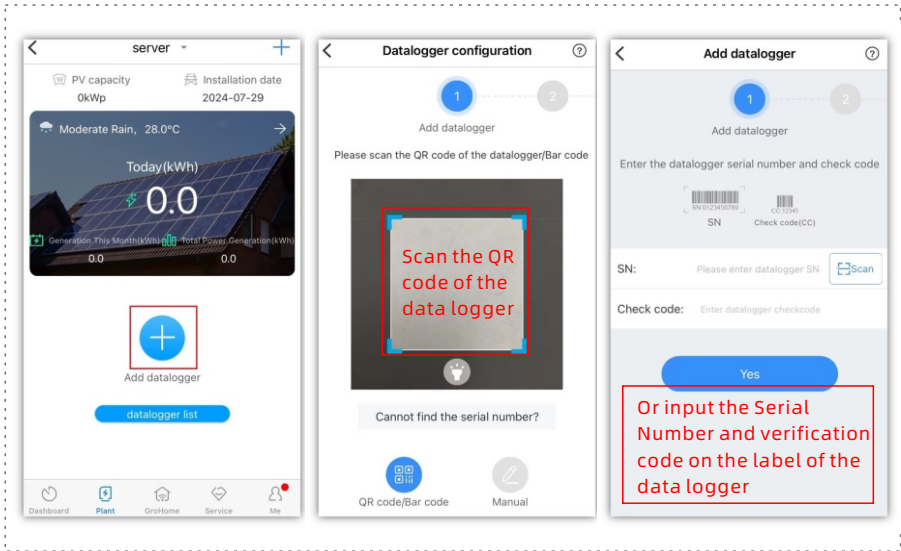 server
PV capacity
0kWp
Installation date
2024-07-29
Moderate Rain, 28.0°C
Today(kWh)
0.0
Generation This Month(kWh)
0.0
Total Power Generation(kWh)
0.0
Add datalogger
datalogger list
Dashboard
Plant
GroHome
Service
Me
Datalogger configuration
1
2
Add datalogger
Please scan the QR code of the datalogger/Bar code
Scan the QR
code of the
data logger
Cannot find the serial number?
QR code/Bar code
Manual
Add datalogger
1
2
Add datalogger
Enter the datalogger serial number and check code
SN:0123456789
SN
CC:12345
Check code(CC)
SN:
Please enter datalogger SN
Scan
Check code:
Enter datalogger checkcode
Yes
Or input the Serial
Number and verification
code on the label of the
data logger